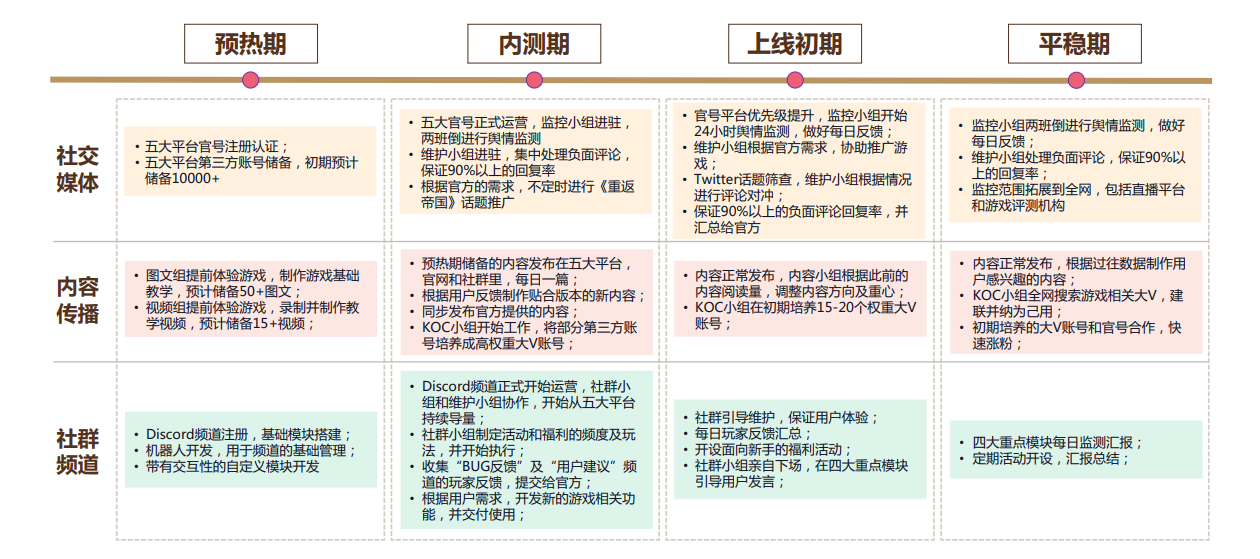 预热期
内测期
上线初期
平稳期
社交
媒体
• 五大平台官号注册认证；
• 五大平台第三方账号储备，初期预计
储备10000+
• 五大官号正式运营，监控小组进驻，
两班倒进行舆情监测
• 维护小组进驻，集中处理负面评论，
保证90%以上的回复率
• 根据官方的需求，不定时进行《重返
帝国》话题推广
• 官号平台优先级提升，监控小组开始
24小时舆情监测，做好每日反馈；
• 维护小组根据官方需求，协助推广游
戏；
• Twitter话题筛查，维护小组根据情况
进行评论对冲；
• 保证90%以上的负面评论回复率，并
汇总给官方
• 监控小组两班倒进行舆情监测，做好
每日反馈；
• 维护小组处理负面评论，保证90%以
上的回复率；
• 监控范围拓展到全网，包括直播平台
和游戏评测机构
内容
传播
• 图文组提前体验游戏，制作游戏基础
教学，预计储备50+图文；
• 视频组提前体验游戏，录制并制作教
学视频，预计储备15+视频；
• 预热期储备的内容发布在五大平台，
官网和社群里，每日一篇；
• 根据用户反馈制作贴合版本的新内容；
• 同步发布官方提供的内容；
• KOC小组开始工作，将部分第三方账
号培养成高权重大V账号；
• 内容正常发布，内容小组根据此前的
内容阅读量，调整内容方向及重心；
• KOC小组在初期培养15-20个权重大V
账号；
• 内容正常发布，根据过往数据制作用
户感兴趣的内容；
• KOC小组全网搜索游戏相关大V，建
联并纳为己用；
• 初期培养的大V账号和官号合作，快
速涨粉；
社群
频道
• Discord频道注册，基础模块搭建；
• 机器人开发，用于频道的基础管理；
• 带有交互性的自定义模块开发
• Discord频道正式开始运营，社群小
组和维护小组协作，开始从五大平台
持续导量；
• 社群小组制定活动和福利的频度及玩
法，并开始执行；
• 收集“BUG反馈”及“用户建议”频
道的玩家反馈，提交给官方；
• 根据用户需求，开发新的游戏相关功
能，并交付使用；
• 社群引导维护，保证用户体验；
• 每日玩家反馈汇总；
• 开设面向新手的福利活动；
• 社群小组亲自下场，在四大重点模块
引导用户发言；
• 四大重点模块每日监测汇报；
• 定期活动开设，汇报总结；